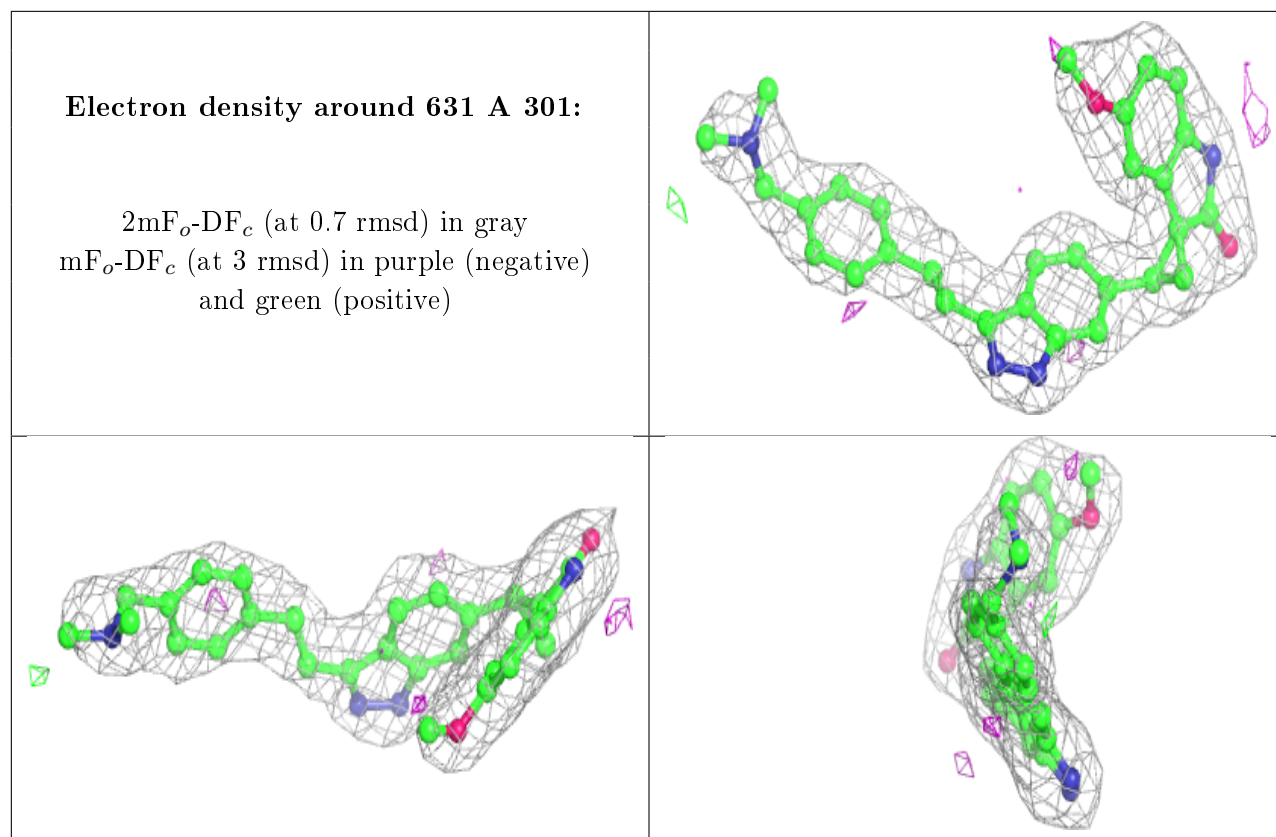 Electron density around 631 A 301:
2mFo-DFc (at 0.7 rmsd) in gray
mFo-DFc (at 3 rmsd) in purple (negative)
and green (positive)